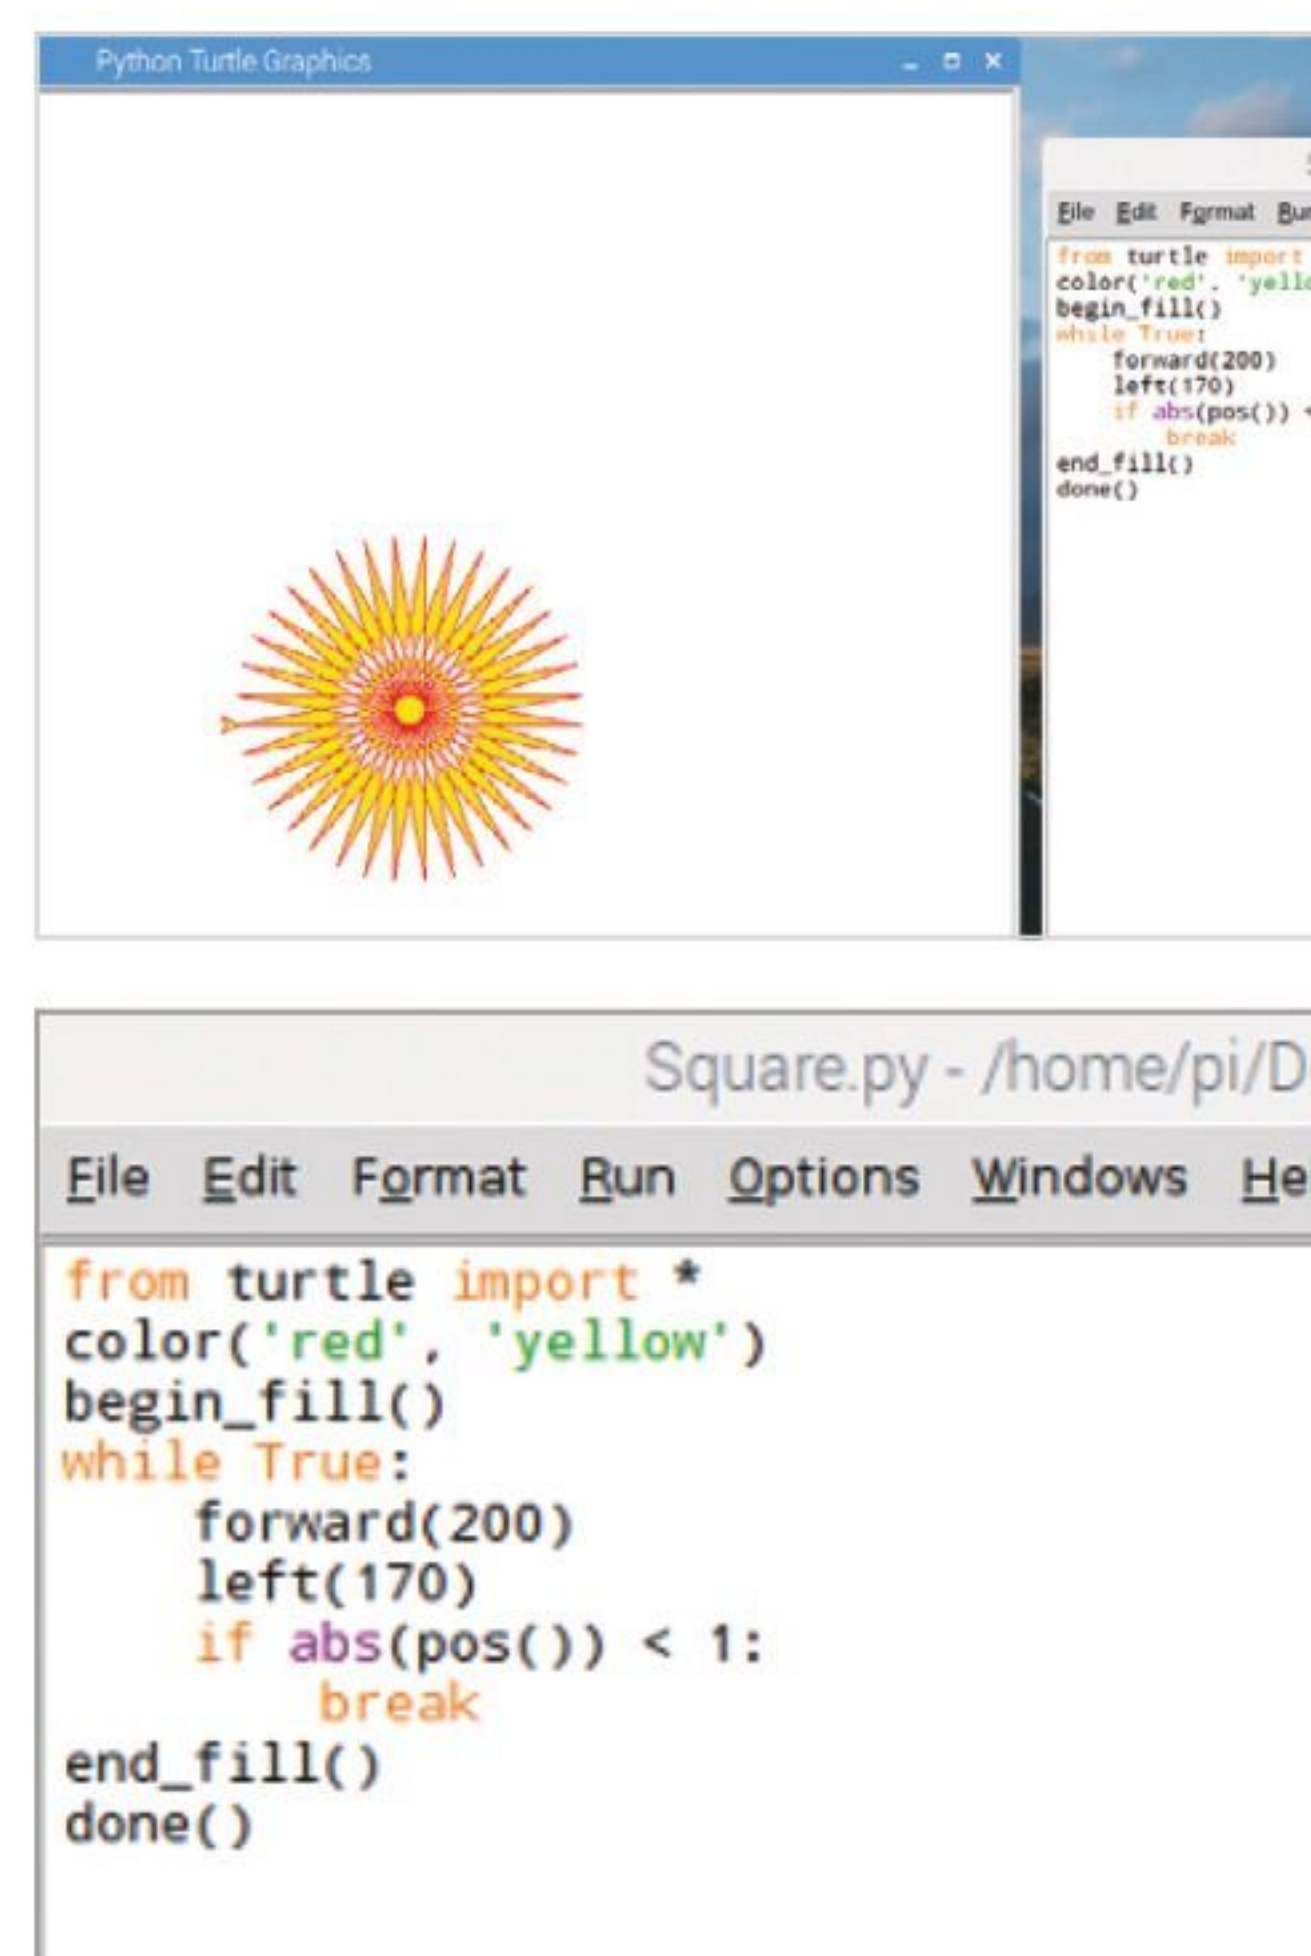 Python Turtle Graphics
File Edit Format Run
from turtle import
color('red', 'yello
begin_fill()
while True:
    forward(200)
    left(170)
    if abs(pos()) <
        break
end_fill()
done()
Square.py - /home/pi/D
File Edit Format Run Options Windows Hel
from turtle import *
color('red', 'yellow')
begin_fill()
while True:
    forward(200)
    left(170)
    if abs(pos()) < 1:
        break
end_fill()
done()